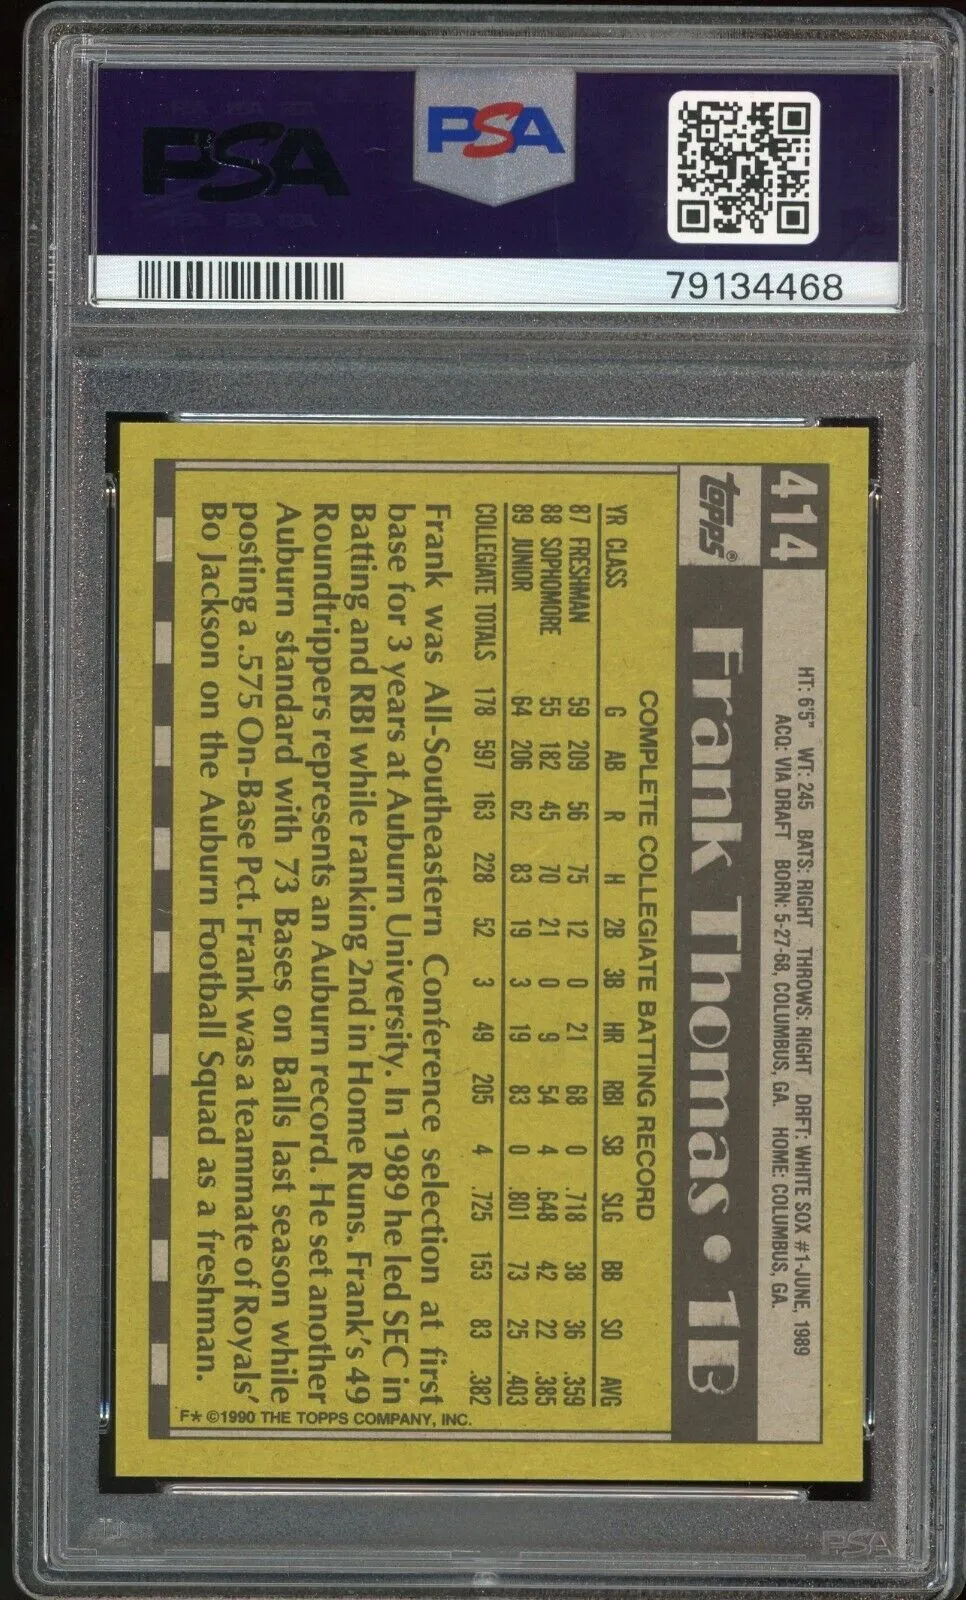 PSA
PSA
79134468
414
HT: 6'5" WT: 245 BATS: RIGHT THROWS: RIGHT DRFT: WHITE SOX #1-JUNE, 1989
ACQ: VIA DRAFT BORN: 5-27-68, COLUMBUS, GA. HOME: COLUMBUS, GA.
topps®
Frank Thomas • 1B
COMPLETE COLLEGIATE BATTING RECORD
YR CLASS G AB R H 2B 3B HR RBI SB SLG BB SO AVG
87 FRESHMAN 59 209 56 75 12 0 21 68 0 .718 38 36 .359
88 SOPHOMORE 55 182 45 70 21 0 9 54 4 .648 42 22 .385
89 JUNIOR 64 206 62 83 19 3 19 83 0 .801 73 25 .403
COLLEGIATE TOTALS 178 597 163 228 52 3 49 205 4 .725 153 83 .382
Frank was All-Southeastern Conference selection at first
base for 3 years at Auburn University. In 1989 he led SEC in
Batting and RBI while ranking 2nd in Home Runs. Frank's 49
Roundtrippers represents an Auburn record. He set another
Auburn standard with 73 Bases on Balls last season while
posting a .575 On-Base Pct. Frank was a teammate of Royals'
Bo Jackson on the Auburn Football Squad as a freshman.
F* ©1990 THE TOPPS COMPANY, INC.
PSA